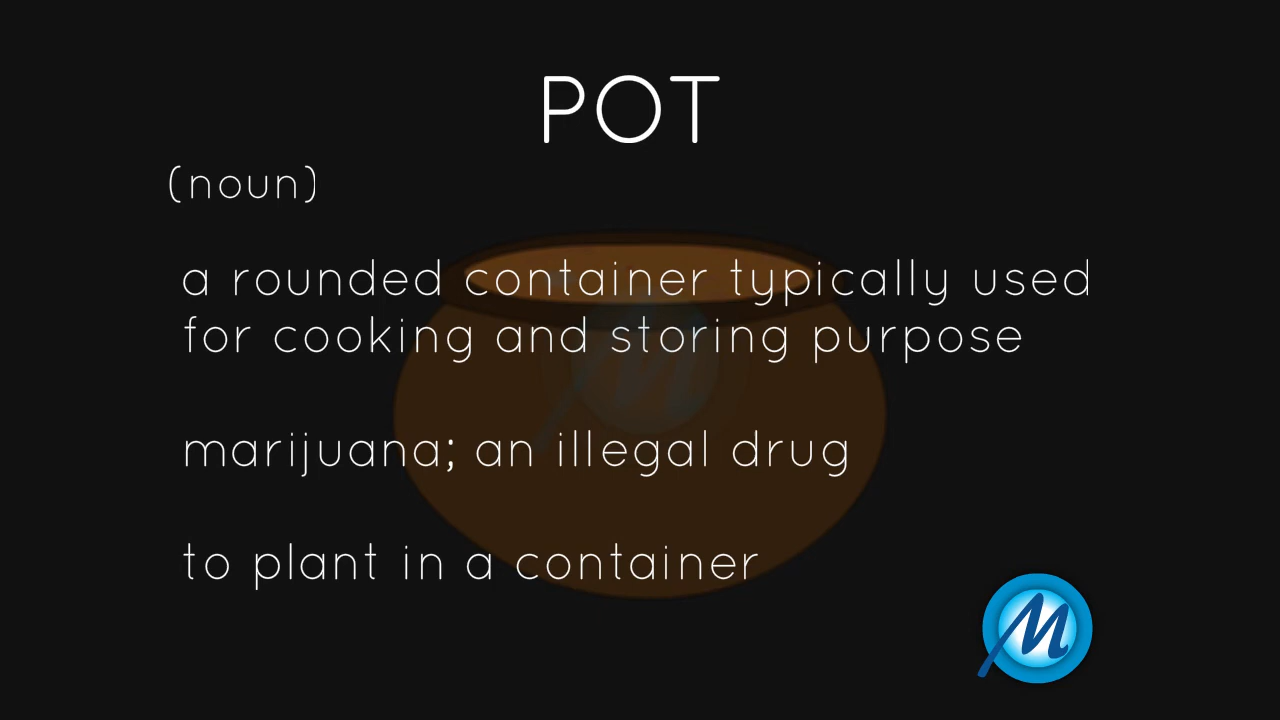 POT
(noun)
a rounded container typically used
for cooking and storing purpose
marijuana; an illegal drug
to plant in a container
M